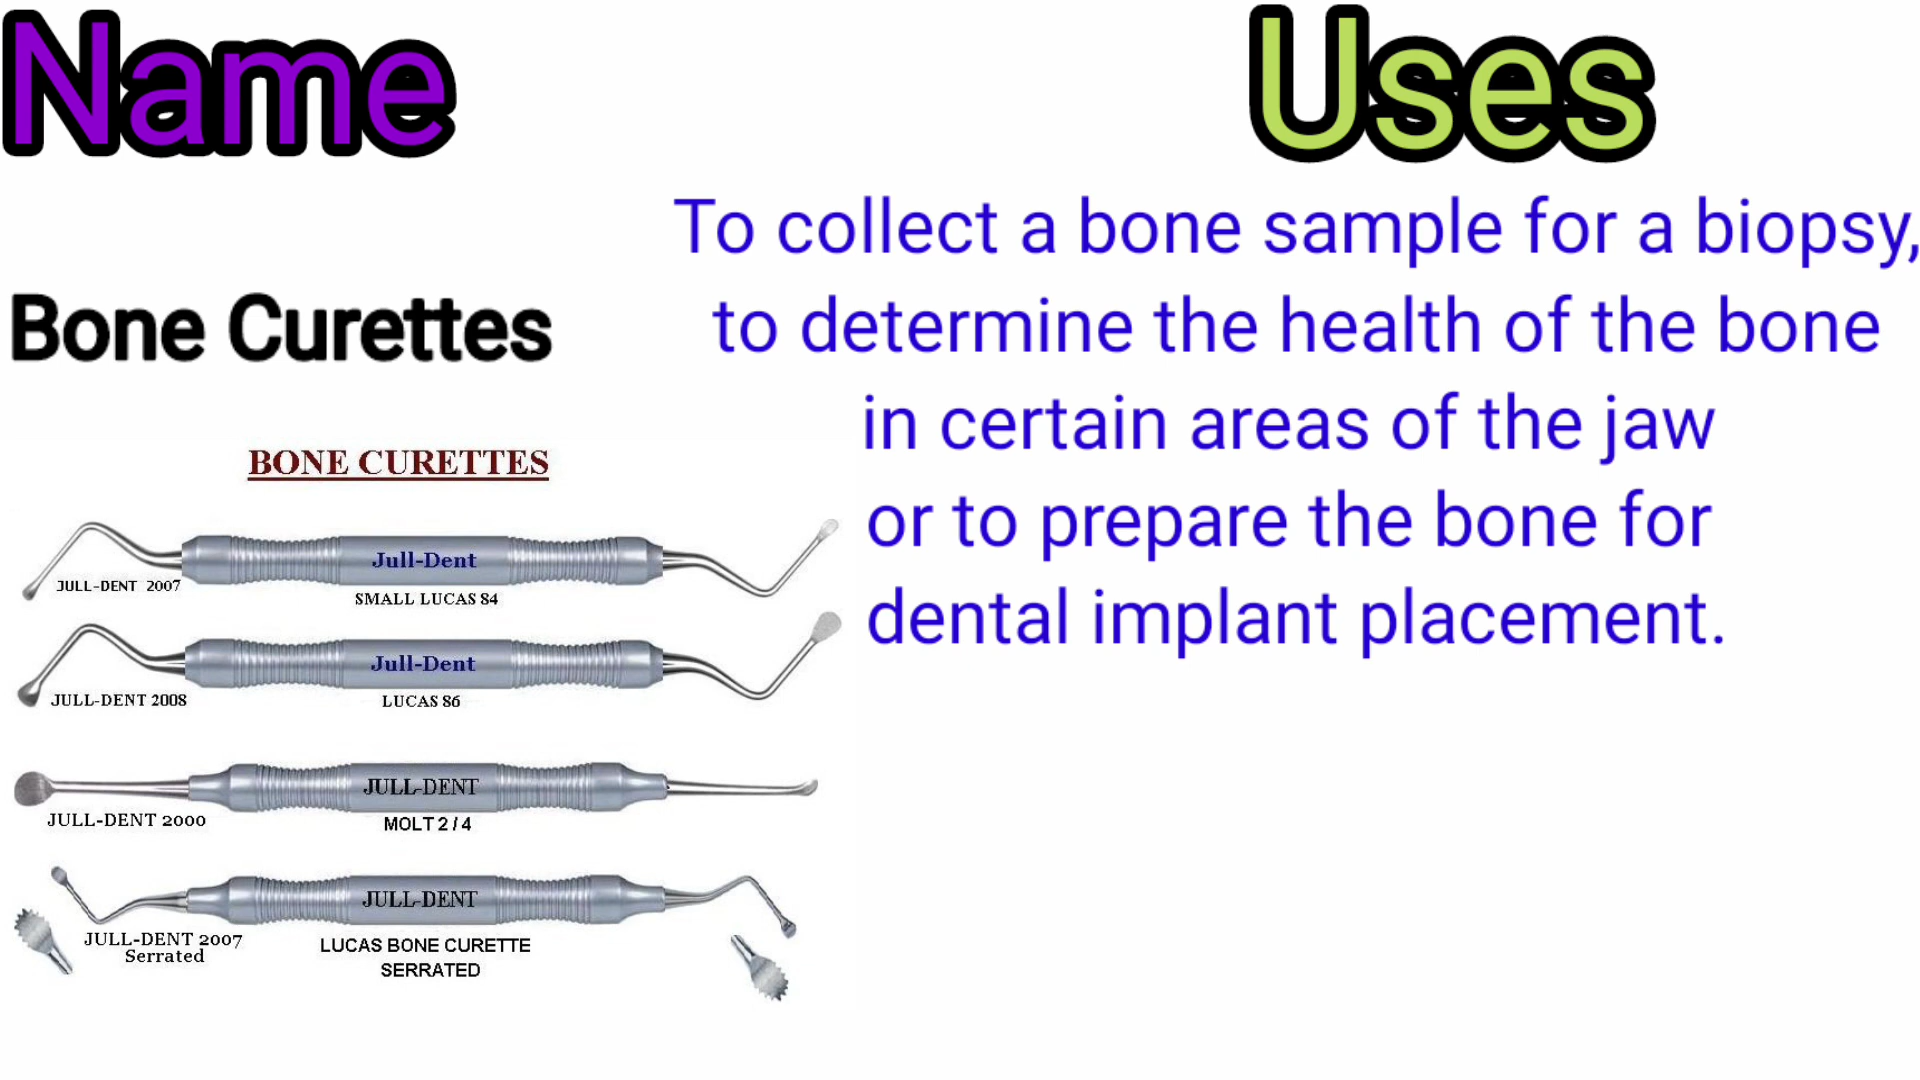 Name
Uses
Bone Curettes
To collect a bone sample for a biopsy,
to determine the health of the bone
in certain areas of the jaw
or to prepare the bone for
dental implant placement.
BONE CURETTES
Jull-Dent
JULL-DENT 2007
SMALL LUCAS 84
Jull-Dent
JULL-DENT 2008
LUCAS 86
JULL-DENT
JULL-DENT 2000
MOLT 2 / 4
JULL-DENT
JULL-DENT 2007
Serrated
LUCAS BONE CURETTE
SERRATED